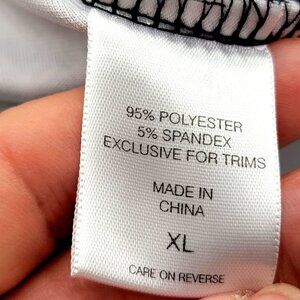 95% POLYESTER
5% SPANDEX
EXCLUSIVE FOR TRIMS
MADE IN
CHINA
XL
CARE ON REVERSE